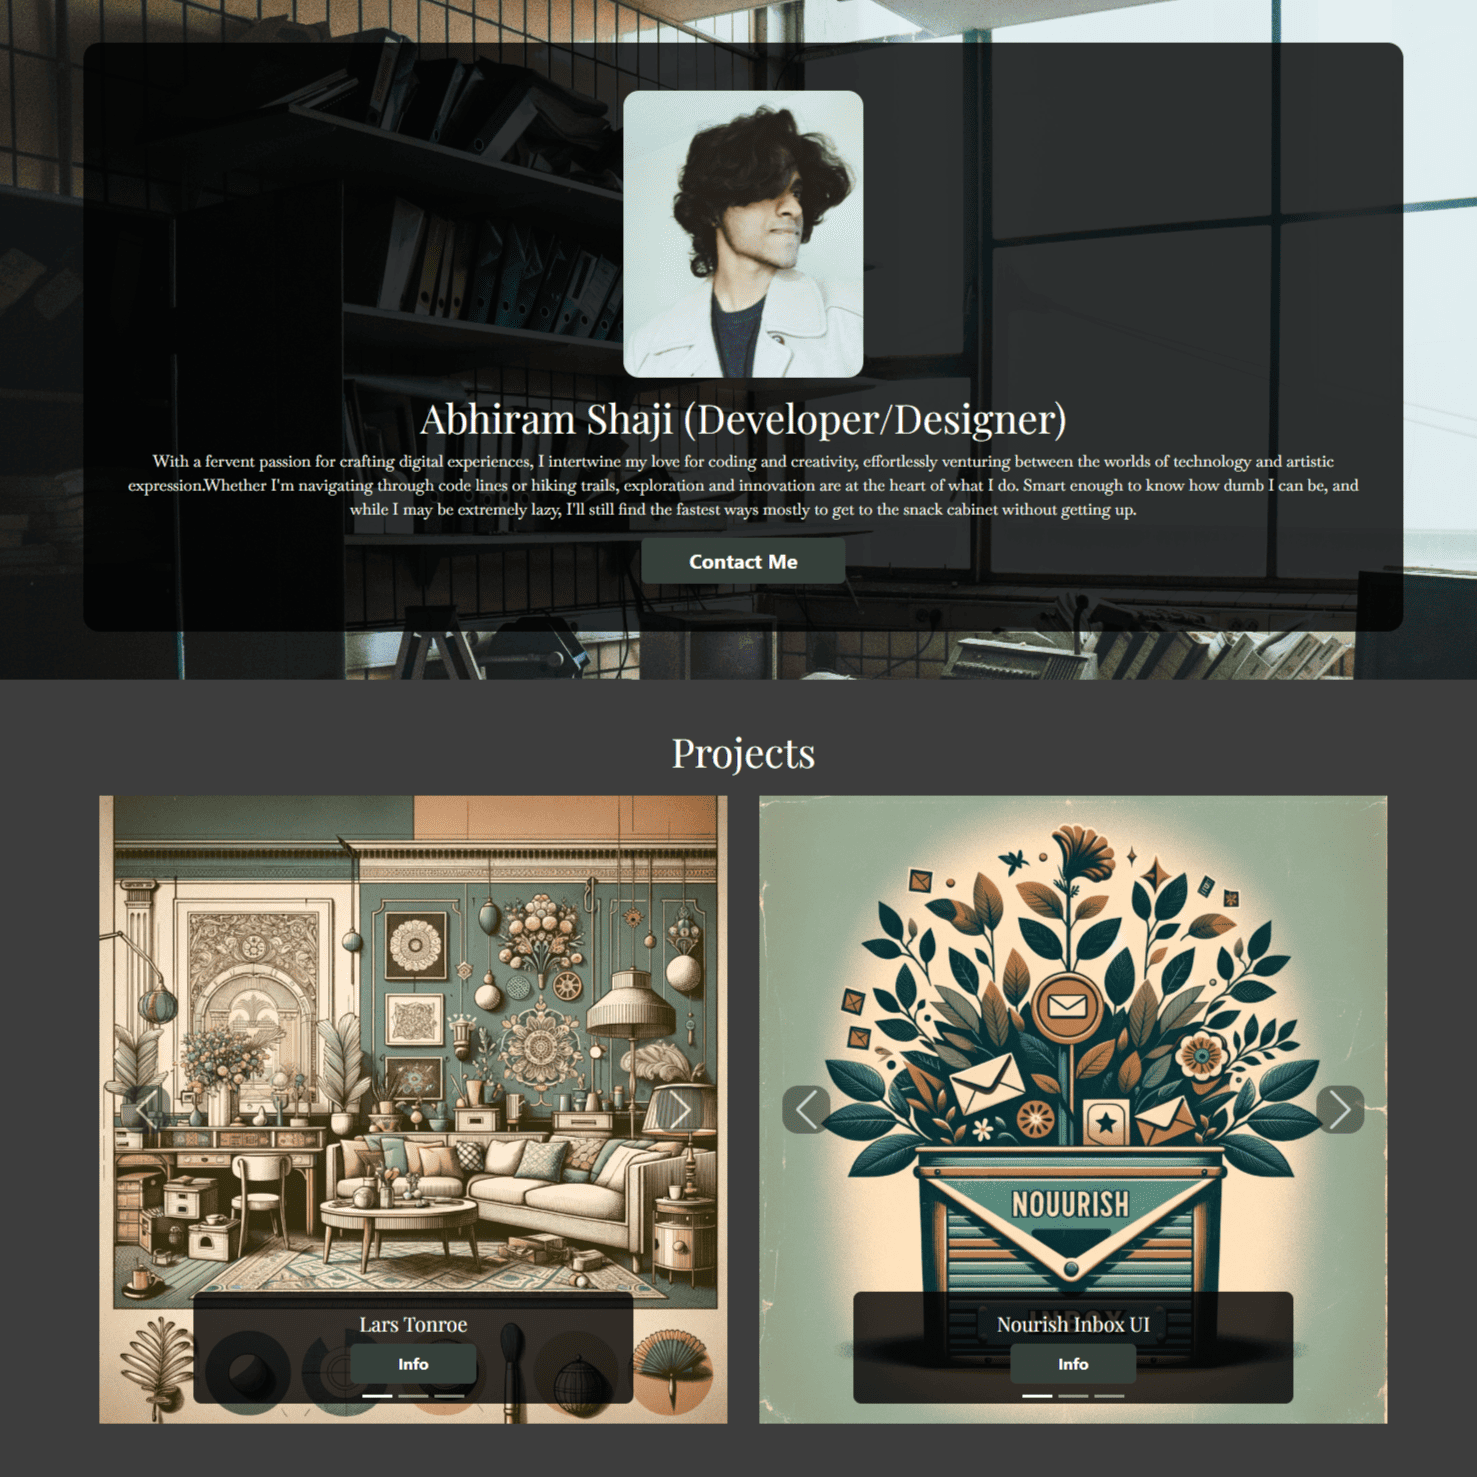 Abhiram Shaji (Developer/Designer)
With a fervent passion for crafting digital experiences, I intertwine my love for coding and creativity, effortlessly venturing between the worlds of technology and artistic
expression.Whether I'm navigating through code lines or hiking trails, exploration and innovation are at the heart of what I do. Smart enough to know how dumb I can be, and
while I may be extremely lazy, I'll still find the fastest ways mostly to get to the snack cabinet without getting up.
Contact Me
Projects
NOUURISH
INBOX
Lars Tonroe
Info
Nourish Inbox UI
Info